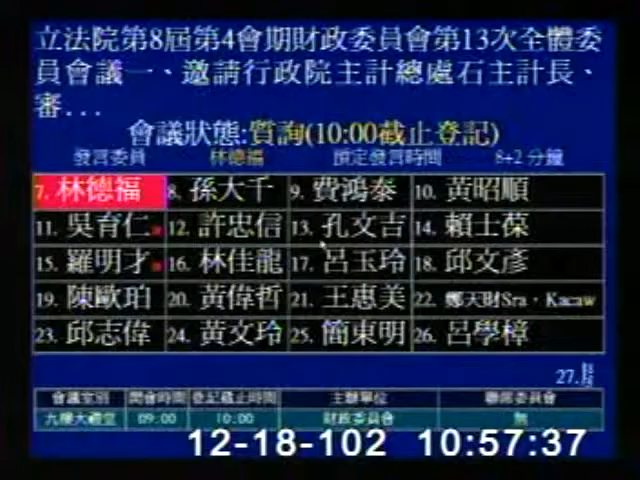 立法院第8屆第4會期財政委員會第13次全體委
員會議一、邀請行政院主計總處石主計長、
審...
會議狀態:質詢(10:00截止登記)
發言委員 林德福 預定發言時間 8+2 分鐘
7. 林德福 8. 孫大千 9. 費鴻泰 10. 黃昭順
11. 吳育仁 12. 許忠信 13. 孔文吉 14. 賴士葆
15. 羅明才 16. 林佳龍 17. 呂玉玲 18. 邱文彥
19. 陳歐珀 20. 黃偉哲 21. 王惠美 22. 鄭天財Sra．Kacaw
23. 邱志偉 24. 黃文玲 25. 簡東明 26. 呂學樟
27.
會議室別 開會時間 登記截止時間 主辦單位 聯席委員會
九樓大禮堂 09:00 10:00 財政委員會 無
12-18-102 10:57:37